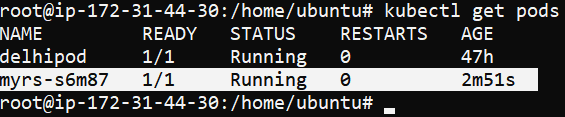 root@ip-172-31-44-30:/home/ubuntu# kubectl get pods
NAME READY STATUS RESTARTS AGE
delhipod 1/1 Running 0 47h
myrs-s6m87 1/1 Running 0 2m51s
root@ip-172-31-44-30:/home/ubuntu#